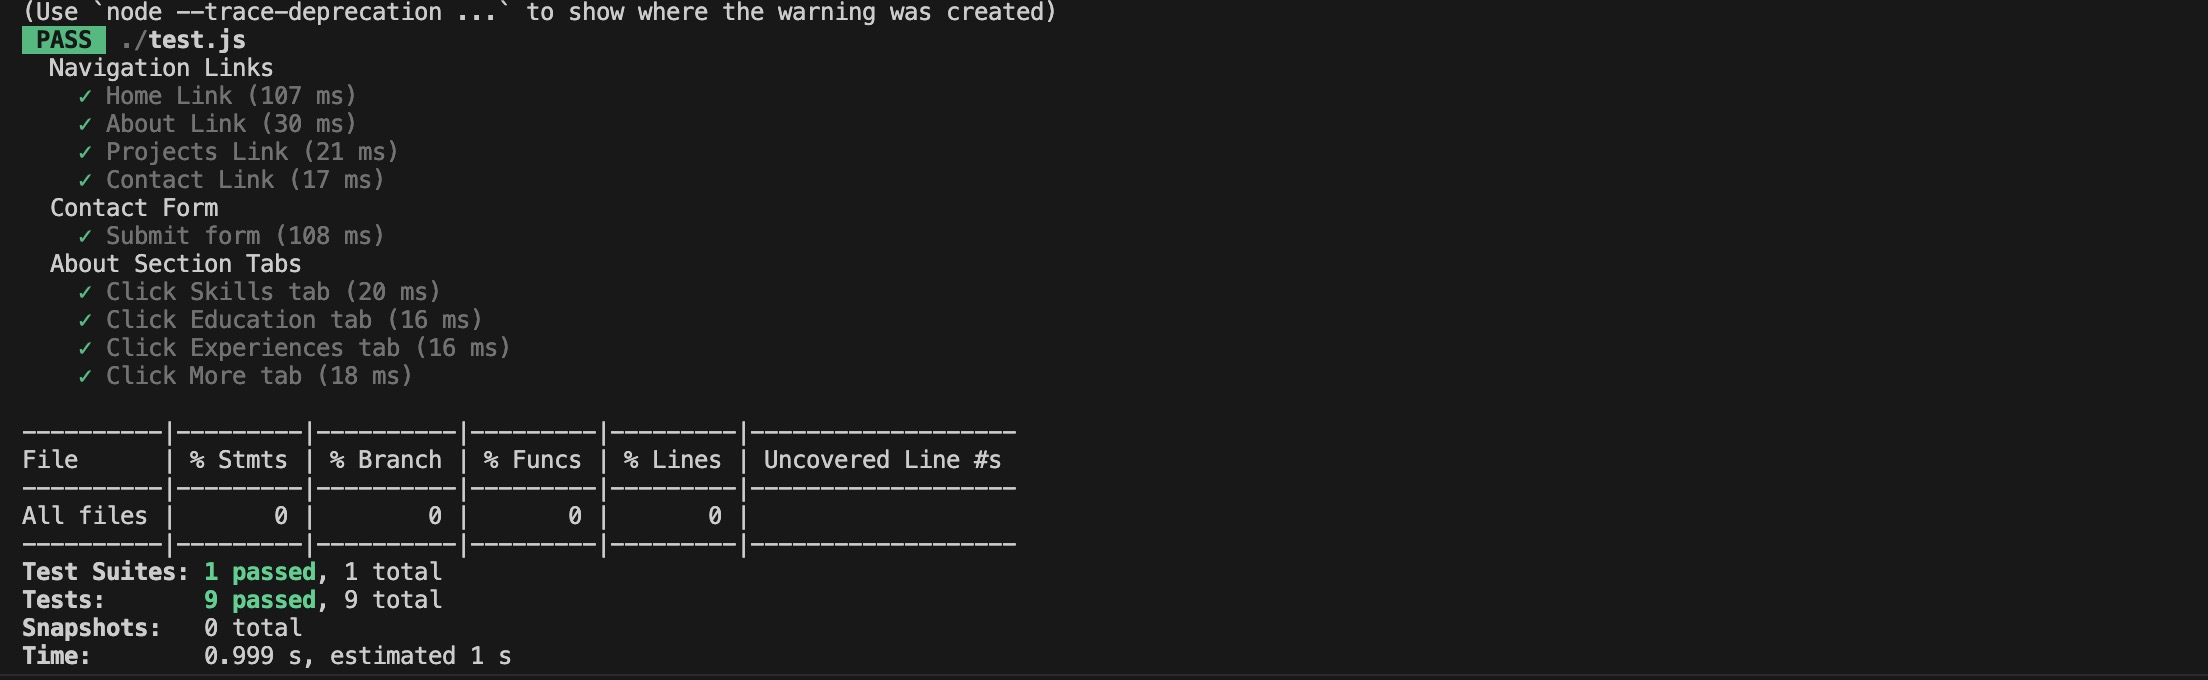 (Use `node --trace-deprecation ...` to show where the warning was created)
PASS ./test.js
Navigation Links
✓ Home Link (107 ms)
✓ About Link (30 ms)
✓ Projects Link (21 ms)
✓ Contact Link (17 ms)
Contact Form
✓ Submit form (108 ms)
About Section Tabs
✓ Click Skills tab (20 ms)
✓ Click Education tab (16 ms)
✓ Click Experiences tab (16 ms)
✓ Click More tab (18 ms)
----------|---------|----------|---------|---------|-------------------
File      | % Stmts | % Branch | % Funcs | % Lines | Uncovered Line #s
----------|---------|----------|---------|---------|-------------------
All files |       0 |        0 |       0 |       0 |
----------|---------|----------|---------|---------|-------------------
Test Suites: 1 passed, 1 total
Tests:       9 passed, 9 total
Snapshots:   0 total
Time:        0.999 s, estimated 1 s